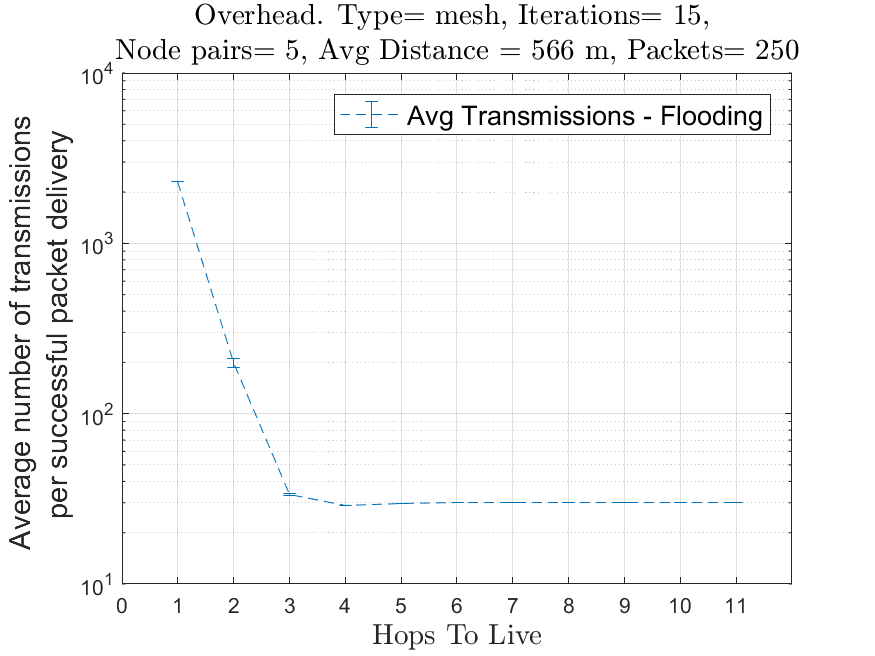 Overhead. Type= mesh, Iterations= 15,
Node pairs= 5, Avg Distance = 566 m, Packets= 250
Avg Transmissions - Flooding
Average number of transmissions
per successful packet delivery
10^4
10^3
10^2
10^1
0 1 2 3 4 5 6 7 8 9 10 11
Hops To Live